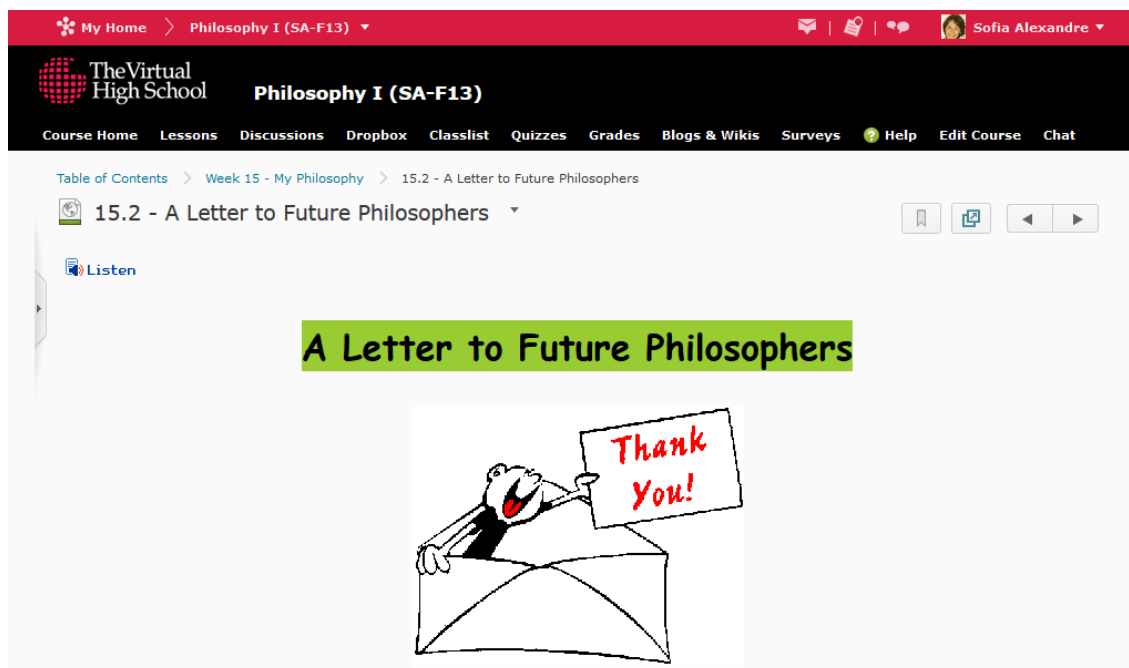 My Home Philosophy I (SA-F13) Sofia Alexandre
TheVirtual
High School
Philosophy I (SA-F13)
Course Home Lessons Discussions Dropbox Classlist Quizzes Grades Blogs & Wikis Surveys ? Help Edit Course Chat
Table of Contents > Week 15 - My Philosophy > 15.2 - A Letter to Future Philosophers
15.2 - A Letter to Future Philosophers
Listen
A Letter to Future Philosophers
Thank
You!